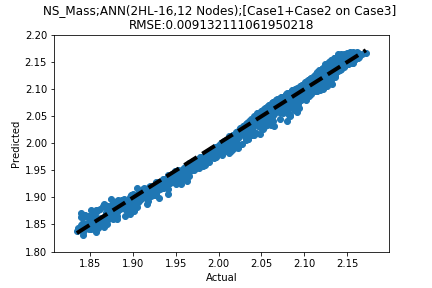 NS_Mass;ANN(2HL-16,12 Nodes);[Case1+Case2 on Case3]
RMSE:0.009132111061950218
2.20
2.15
2.10
2.05
2.00
1.95
1.90
1.85
1.80
Predicted
1.85 1.90 1.95 2.00 2.05 2.10 2.15
Actual